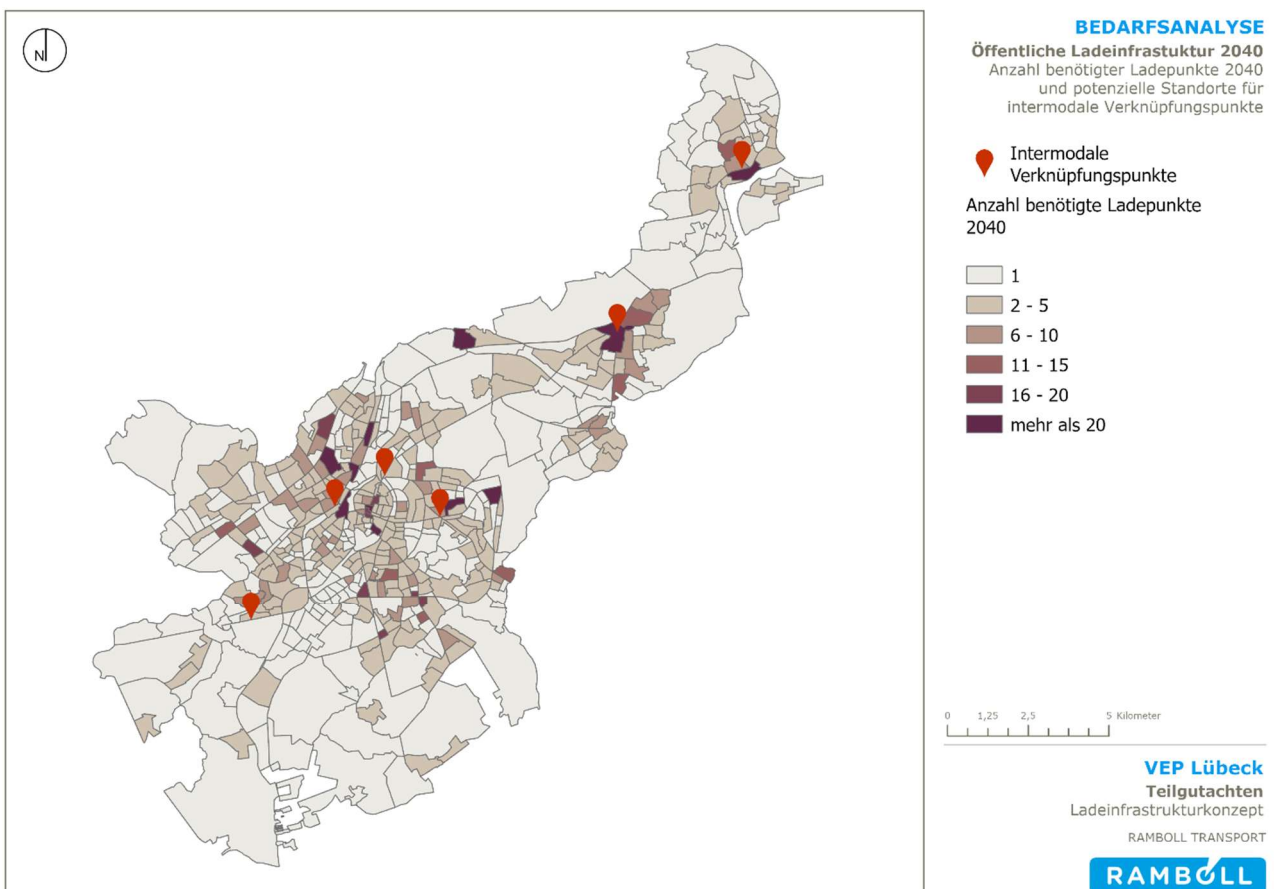 N
BEDARFSANALYSE
Öffentliche Ladeinfrastuktur 2040
Anzahl benötigter Ladepunkte 2040
und potenzielle Standorte für
intermodale Verknüpfungspunkte
Intermodale
Verknüpfungspunkte
Anzahl benötigte Ladepunkte
2040
1
2 - 5
6 - 10
11 - 15
16 - 20
mehr als 20
0 1,25 2,5 5 Kilometer
VEP Lübeck
Teilgutachten
Ladeinfrastrukturkonzept
RAMBOLL TRANSPORT
RAMBOLL